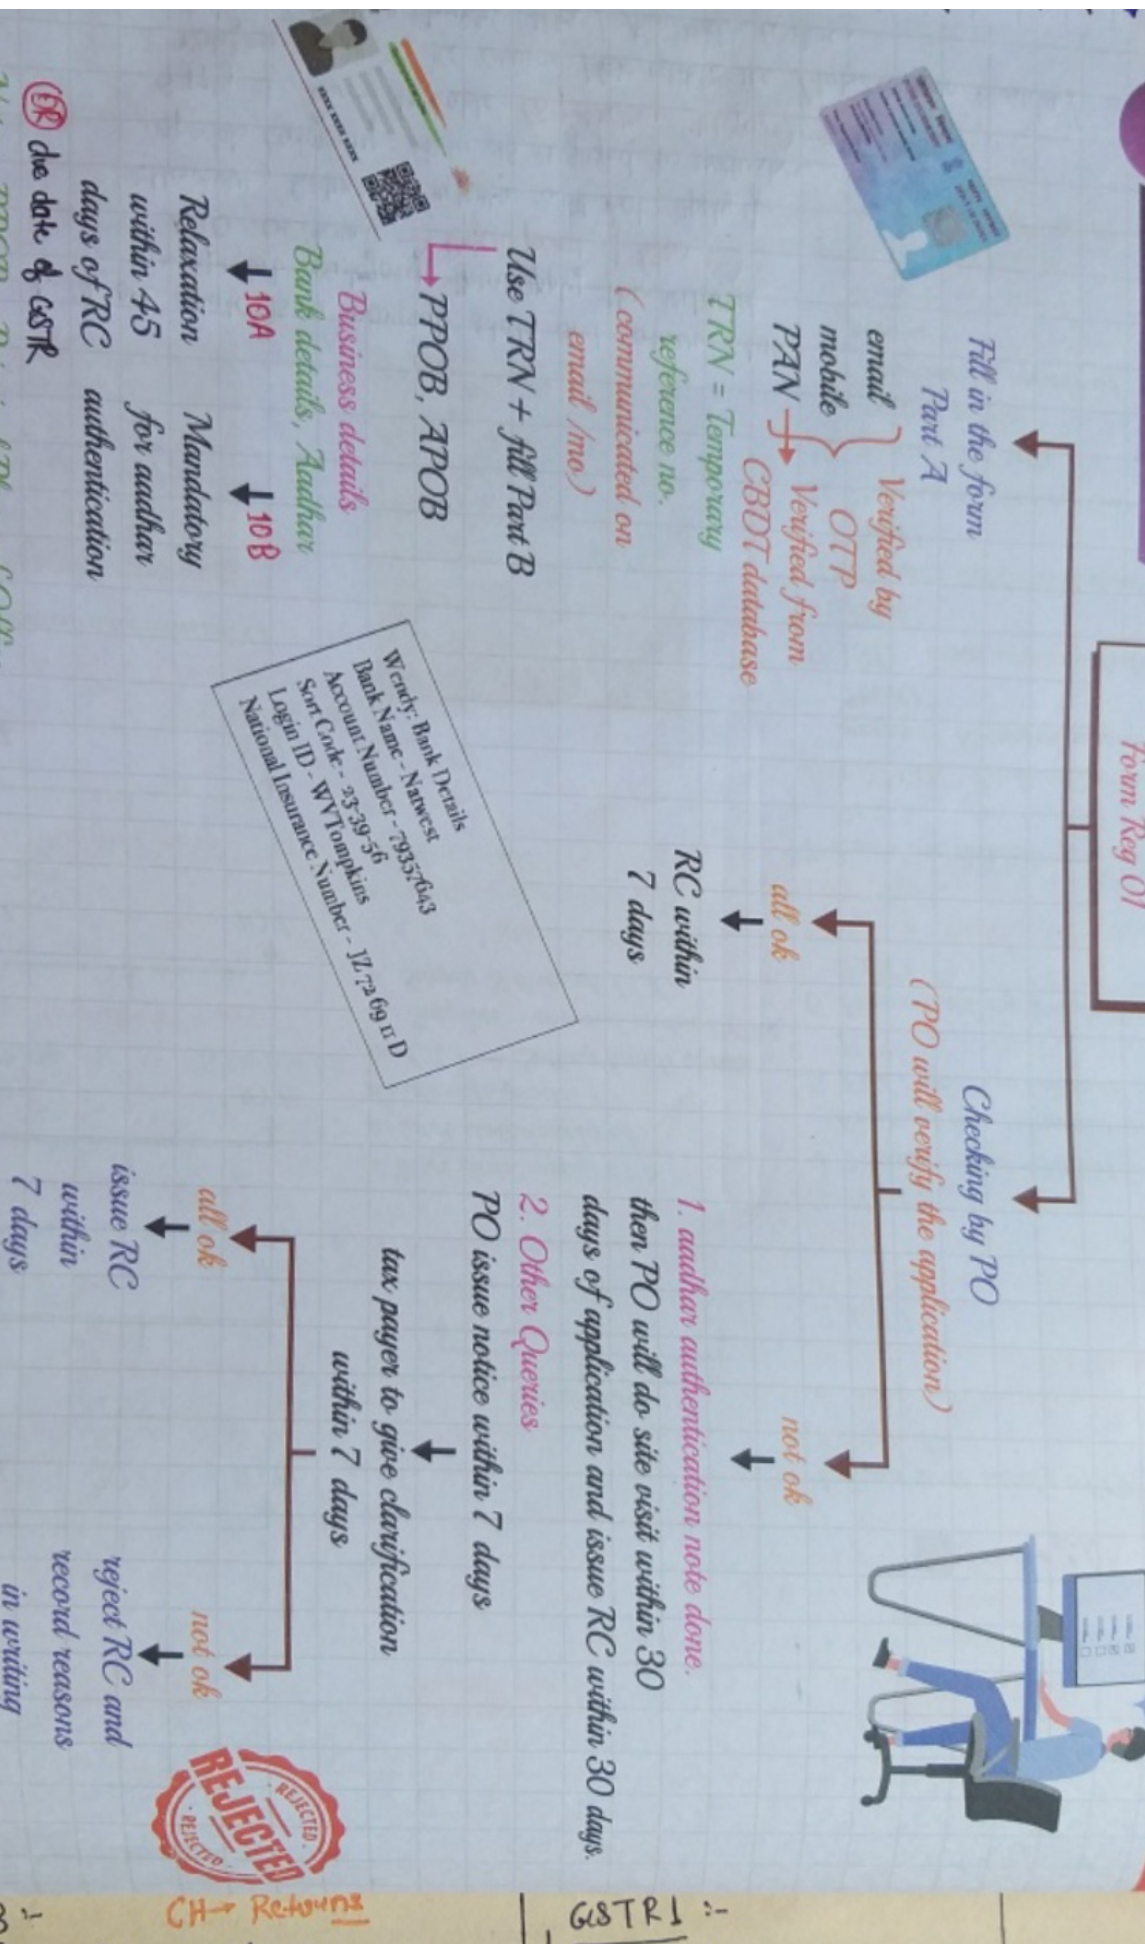 Form Reg 01
Fill in the form
Part A
email
mobile
PAN
Verified by
OTP
Verified from
CBDT database
TRN = Temporary
reference no.
(communicated on
email /mo.)
Use TRN + fill Part B
PPOB, APOB
Business details
Bank details, Aadhar
10A
Relaxation
within 45
days of RC
OR due date of GSTR
10B
Mandatory
for aadhar
authentication
XXXX XXXX XXXX
Wendy: Bank Details
Bank Name - Natwest
Account Number - 79357643
Sort Code - 23-39-56
Login ID - WVTompkins
National Insurance Number - JZ 72 69 11 D
Checking by PO
(PO will verify the application)
all ok
RC within
7 days
not ok
1. aadhar authentication note done.
then PO will do site visit within 30
days of application and issue RC within 30 days.
2. Other Queries
PO issue notice within 7 days
tax payer to give clarification
within 7 days
all ok
issue RC
within
7 days
not ok
reject RC and
record reasons
in writing
REJECTED
REJECTED
REJECTED
CH → Returns
GSTR1 :-